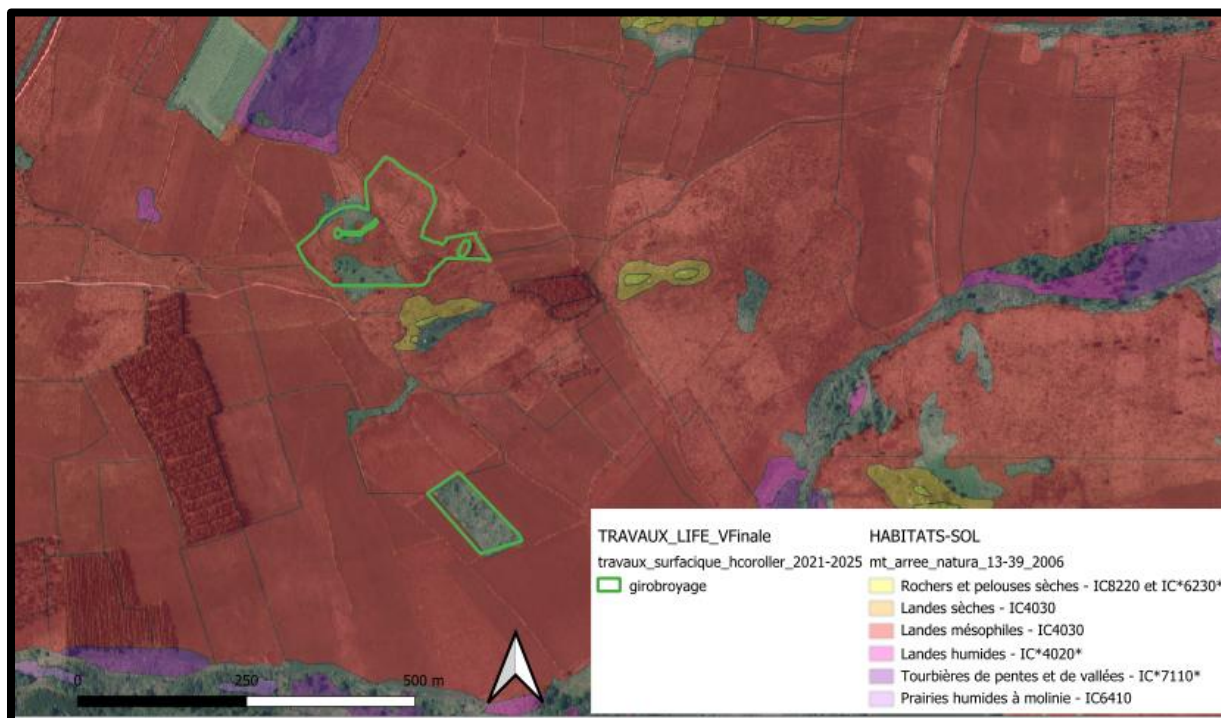 0 250 500 m
TRAVAUX_LIFE_VFinale
travaux_surfacique_hcoroller_2021-2025
girobroyage
HABITATS-SOL
mt_arree_natura_13-39_2006
Rochers et pelouses sèches - IC8220 et IC*6230*
Landes sèches - IC4030
Landes mésophiles - IC4030
Landes humides - IC*4020*
Tourbières de pentes et de vallées - IC*7110*
Prairies humides à molinie - IC6410